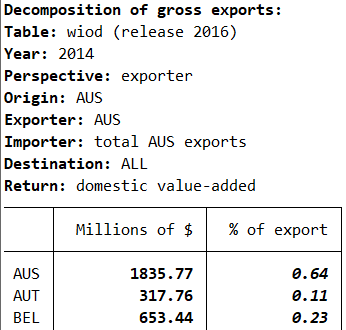 Decomposition of gross exports:
Table: wiod (release 2016)
Year: 2014
Perspective: exporter
Origin: AUS
Exporter: AUS
Importer: total AUS exports
Destination: ALL
Return: domestic value-added
Millions of $ % of export
AUS 1835.77 0.64
AUT 317.76 0.11
BEL 653.44 0.23